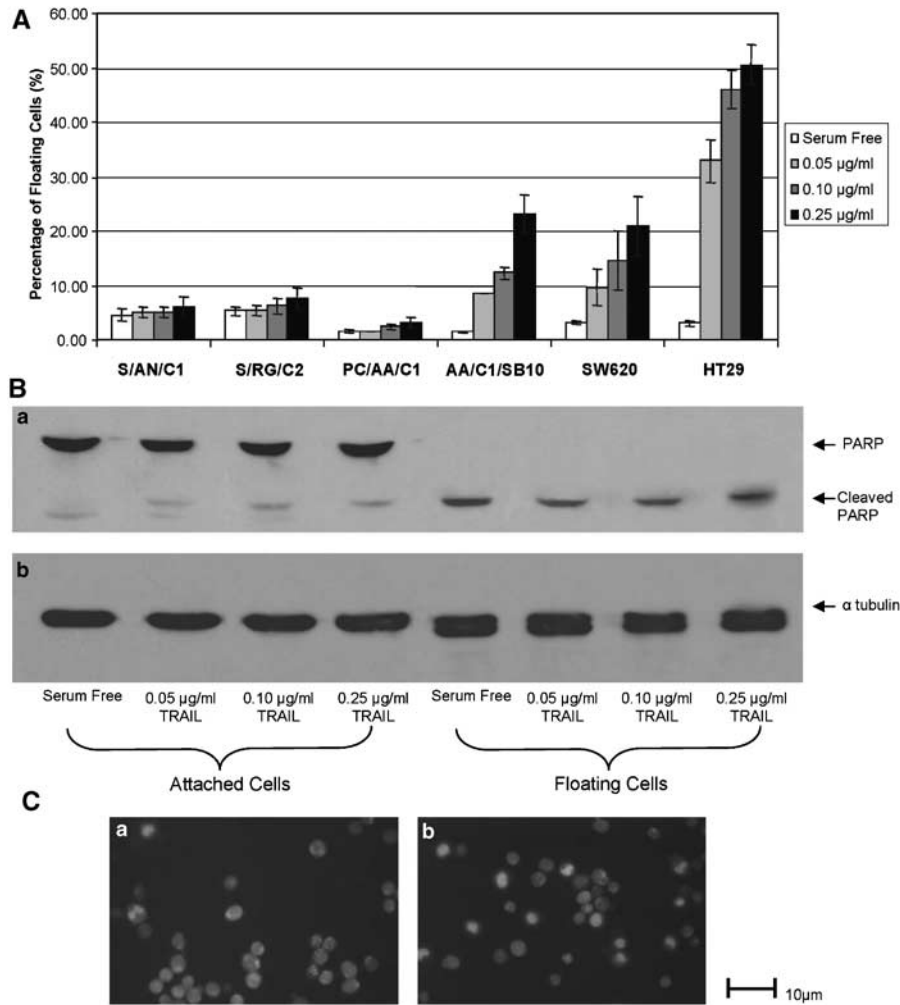 A
60.00
50.00
40.00
30.00
20.00
10.00
0.00
Percentage of Floating Cells (%)
S/AN/C1 S/RG/C2 PC/AA/C1 AA/C1/SB10 SW620 HT29
Serum Free
0.05 µg/ml
0.10 µg/ml
0.25 µg/ml
B
a
PARP
Cleaved
PARP
b
α tubulin
Serum Free 0.05 µg/ml 0.10 µg/ml 0.25 µg/ml Serum Free 0.05 µg/ml 0.10 µg/ml 0.25 µg/ml
TRAIL TRAIL TRAIL TRAIL TRAIL TRAIL
Attached Cells Floating Cells
C
a b
10µm